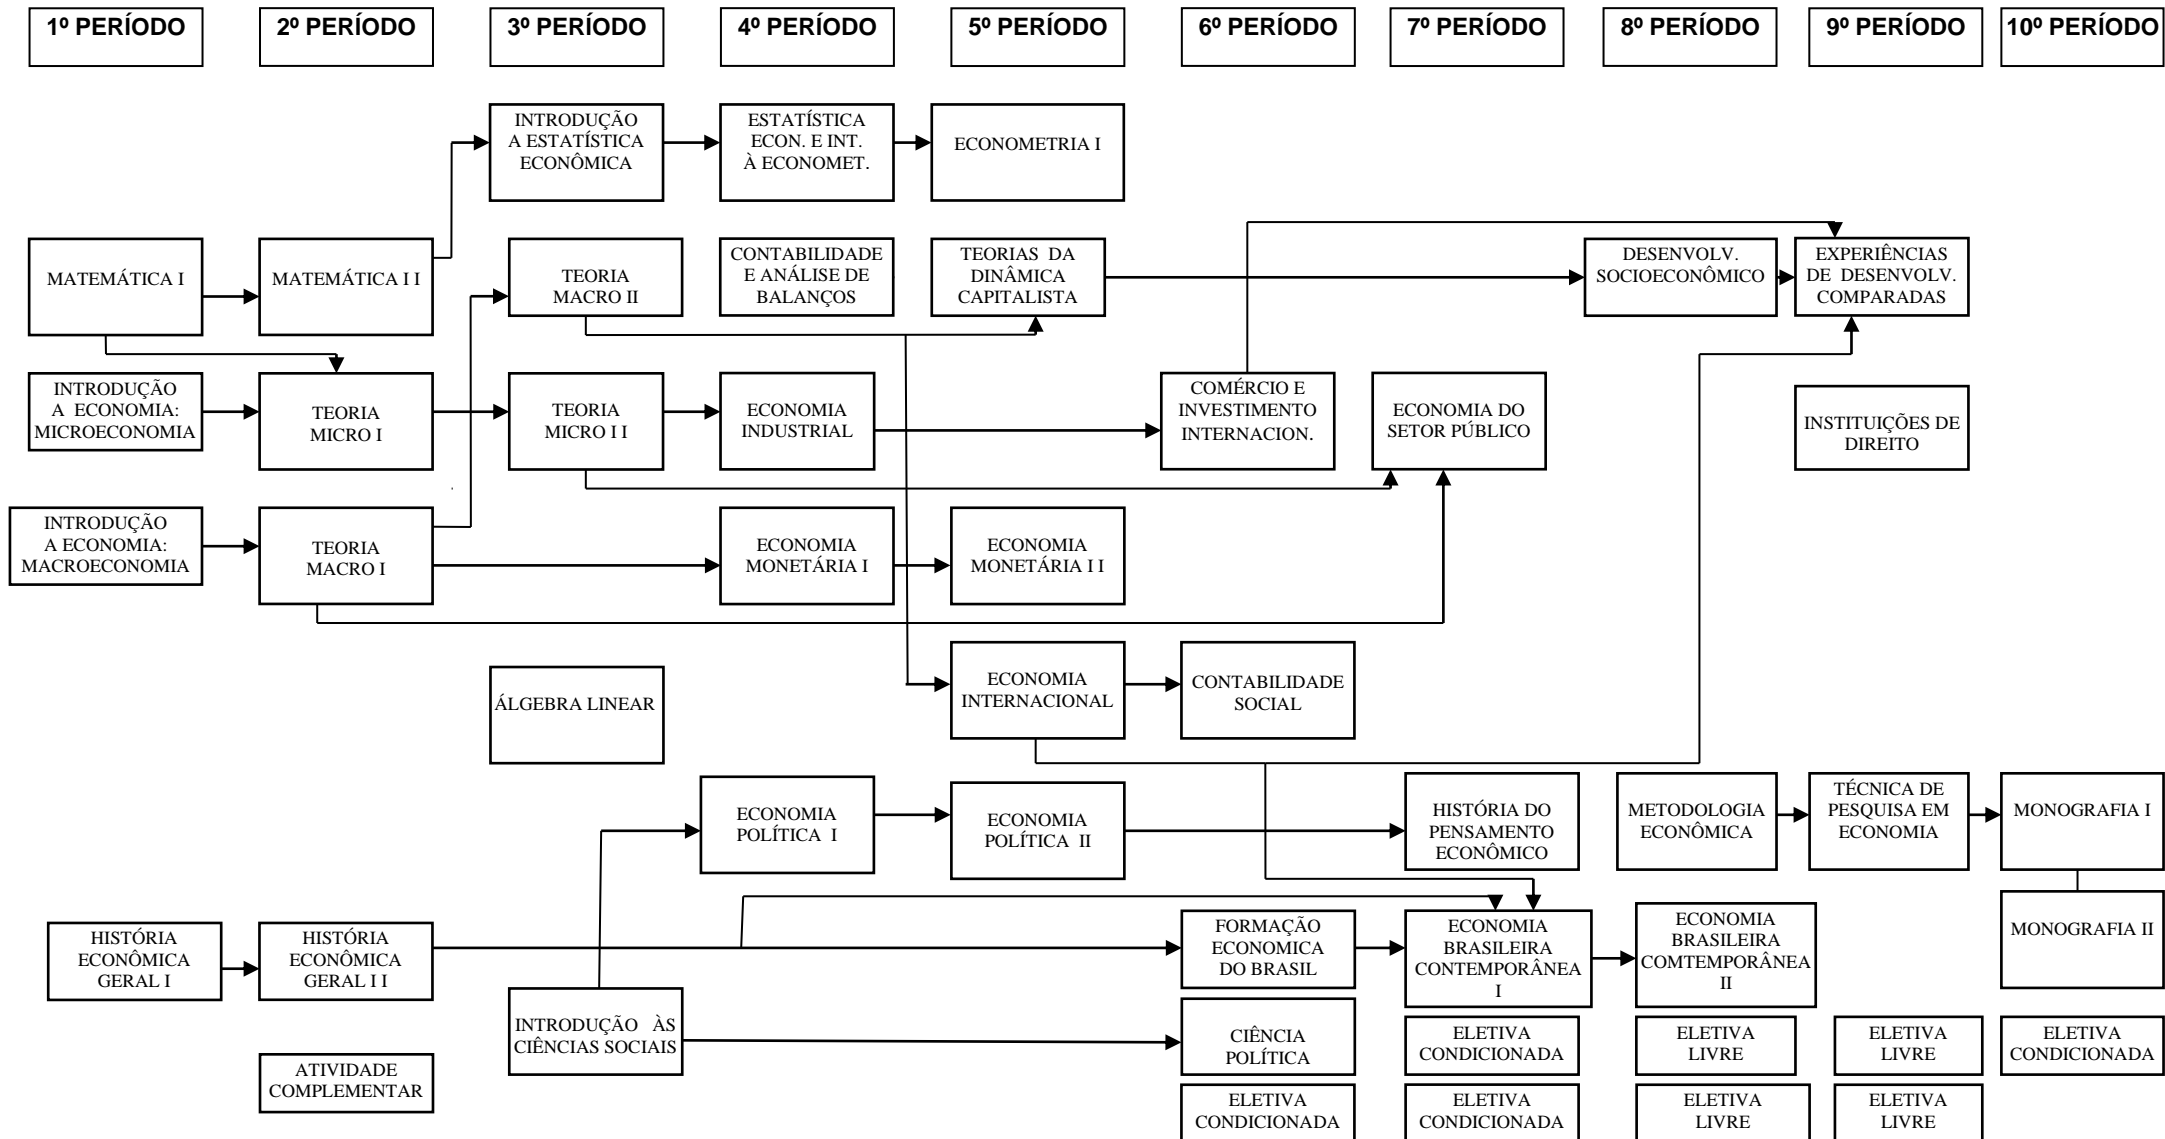 1º PERÍODO
2º PERÍODO
3º PERÍODO
4º PERÍODO
5º PERÍODO
6º PERÍODO
7º PERÍODO
8º PERÍODO
9º PERÍODO
10º PERÍODO
INTRODUÇÃO
A ESTATÍSTICA
ECONÔMICA
ESTATÍSTICA
ECON. E INT.
À ECONOMET.
ECONOMETRIA I
MATEMÁTICA I
MATEMÁTICA I I
TEORIA
MACRO II
CONTABILIDADE
E ANÁLISE DE
BALANÇOS
TEORIAS DA
DINÂMICA
CAPITALISTA
DESENVOLV.
SOCIOECONÔMICO
EXPERIÊNCIAS
DE DESENVOLV.
COMPARADAS
INTRODUÇÃO
A ECONOMIA:
MICROECONOMIA
TEORIA
MICRO I
TEORIA
MICRO I I
ECONOMIA
INDUSTRIAL
COMÉRCIO E
INVESTIMENTO
INTERNACION.
ECONOMIA DO
SETOR PÚBLICO
INSTITUIÇÕES DE
DIREITO
INTRODUÇÃO
A ECONOMIA:
MACROECONOMIA
TEORIA
MACRO I
ECONOMIA
MONETÁRIA I
ECONOMIA
MONETÁRIA I I
ÁLGEBRA LINEAR
ECONOMIA
INTERNACIONAL
CONTABILIDADE
SOCIAL
ECONOMIA
POLÍTICA I
ECONOMIA
POLÍTICA II
HISTÓRIA DO
PENSAMENTO
ECONÔMICO
METODOLOGIA
ECONÔMICA
TÉCNICA DE
PESQUISA EM
ECONOMIA
MONOGRAFIA I
HISTÓRIA
ECONÔMICA
GERAL I
HISTÓRIA
ECONÔMICA
GERAL I I
FORMAÇÃO
ECONOMICA
DO BRASIL
ECONOMIA
BRASILEIRA
CONTEMPORÂNEA
I
ECONOMIA
BRASILEIRA
COMTEMPORÂNEA
II
MONOGRAFIA II
INTRODUÇÃO ÀS
CIÊNCIAS SOCIAIS
CIÊNCIA
POLÍTICA
ELETIVA
CONDICIONADA
ELETIVA
LIVRE
ELETIVA
LIVRE
ELETIVA
CONDICIONADA
ATIVIDADE
COMPLEMENTAR
ELETIVA
CONDICIONADA
ELETIVA
CONDICIONADA
ELETIVA
LIVRE
ELETIVA
LIVRE